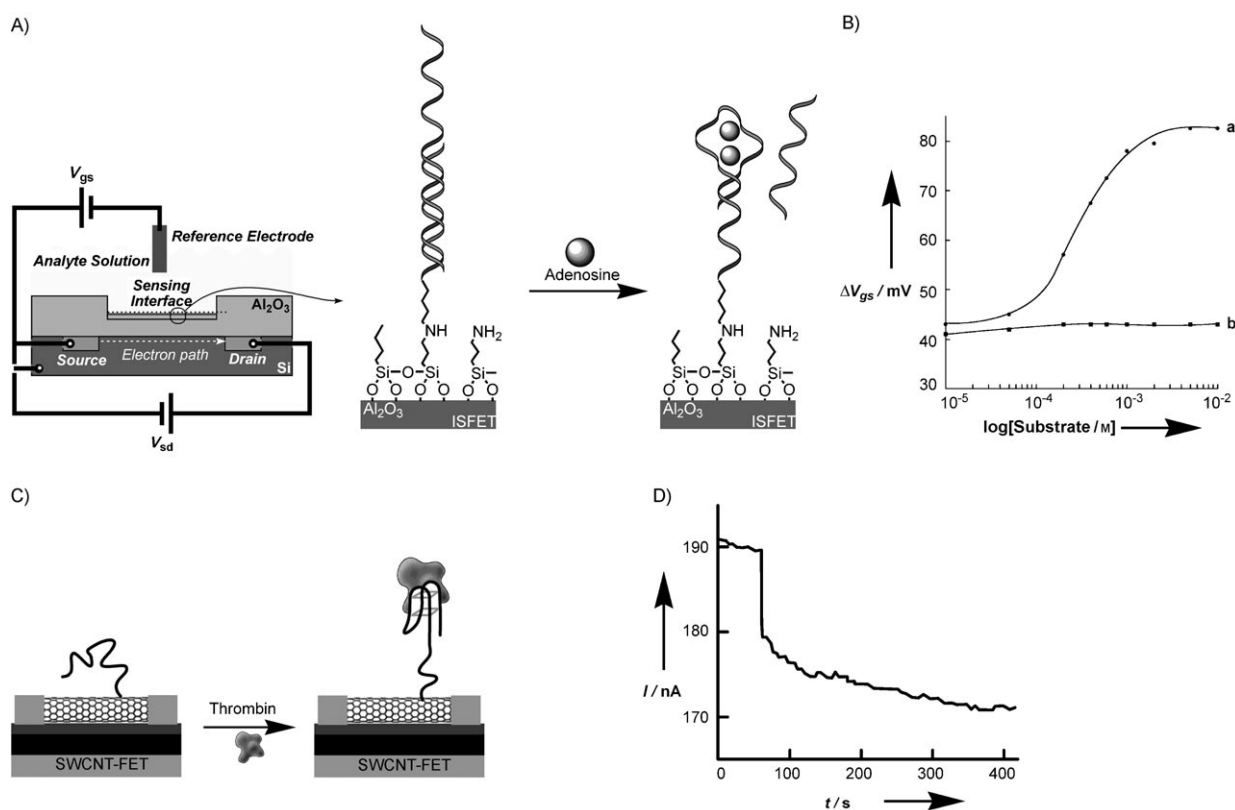 A)
V_gs
Reference Electrode
Analyte Solution
Sensing
Interface
Al₂O₃
Source
Electron path
Drain
Si
V_sd
NH
NH₂
Si
O
Si
Si
O O O O O O
Al₂O₃
ISFET
Adenosine
NH
NH₂
Si
O
Si
Si
O O O O O O
Al₂O₃
ISFET
B)
80
70
60
50
40
30
ΔV_gs / mV
a
b
10⁻⁵ 10⁻⁴ 10⁻³ 10⁻²
log[Substrate / M]
C)
SWCNT-FET
Thrombin
SWCNT-FET
D)
190
180
170
I / nA
0 100 200 300 400
t / s